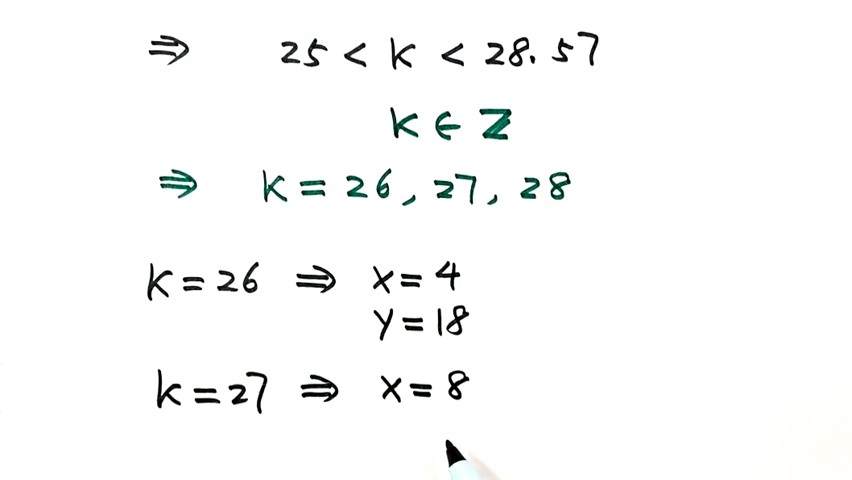 ⇒ 25 < k < 28.57
k ∈ Z
⇒ k = 26, 27, 28
k = 26 ⇒ x = 4
y = 18
k = 27 ⇒ x = 8